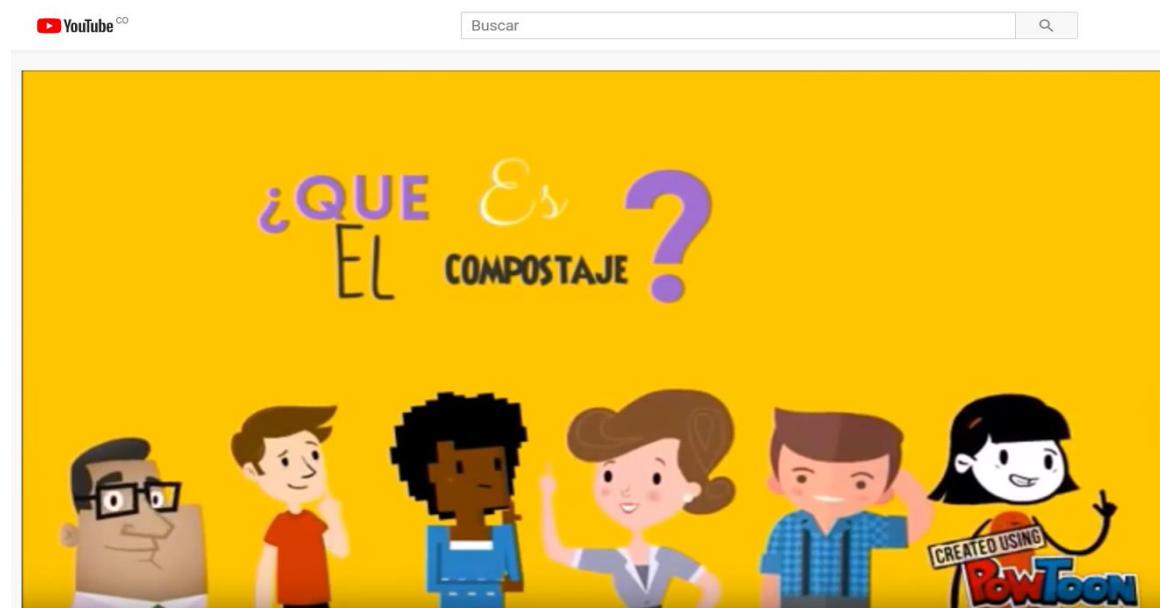 YouTube CO
Buscar
¿QUE Es
EL COMPOSTAJE?
CREATED USING
POWTOON